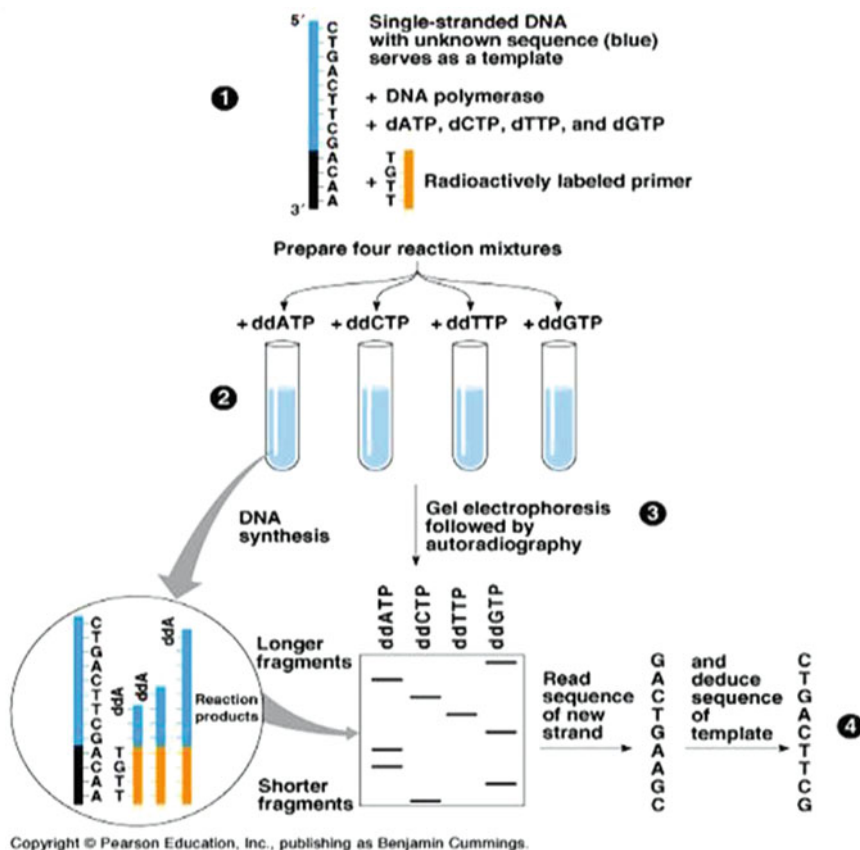 5′
C
T
G
A
C
T
T
C
G
A
C
A
A
3′
Single-stranded DNA
with unknown sequence (blue)
serves as a template
1
+ DNA polymerase
+ dATP, dCTP, dTTP, and dGTP
+
T
G
T
T
Radioactively labeled primer
Prepare four reaction mixtures
+ ddATP
+ ddCTP
+ ddTTP
+ ddGTP
2
DNA
synthesis
Gel electrophoresis
followed by
autoradiography
3
C
T
G
A
C
T
T
C
G
A
C
A
A
T
G
T
T
ddA
ddA
ddA
Reaction
products
Longer
fragments
Shorter
fragments
ddATP
ddCTP
ddTTP
ddGTP
Read
sequence
of new
strand
G
A
C
T
G
A
A
G
C
and
deduce
sequence
of
template
C
T
G
A
C
T
T
C
G
4
Copyright © Pearson Education, Inc., publishing as Benjamin Cummings.